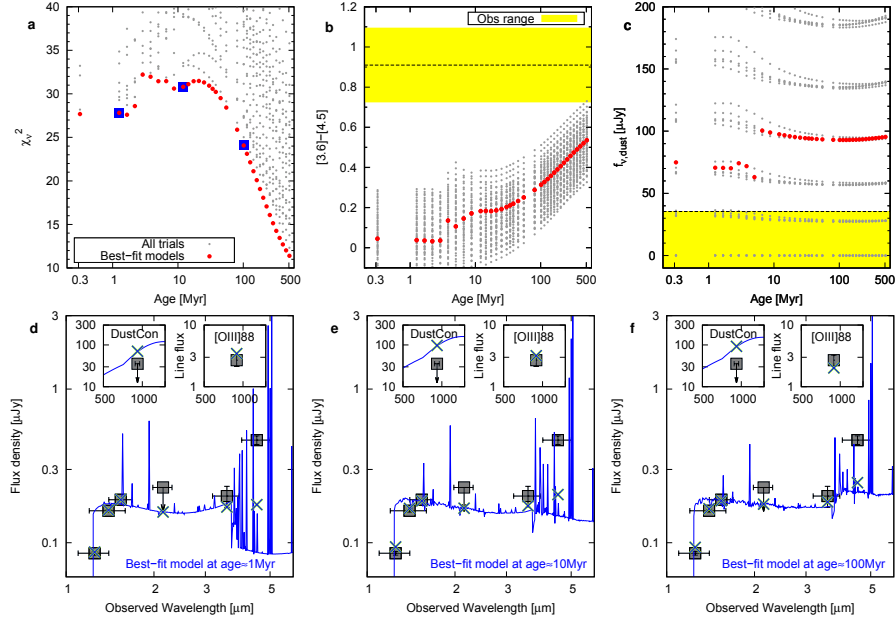 a
χν2
40
35
30
25
20
15
10
All trials
Best-fit models
0.3 1 10 100 500
Age [Myr]
b
[3.6]−[4.5]
1.2
1
0.8
0.6
0.4
0.2
0
Obs range
0.3 1 10 100 500
Age [Myr]
c
fν,dust [μJy]
200
150
100
50
0
0.3 1 10 100 500
Age [Myr]
d
Flux density [μJy]
3
1
0.3
0.1
300
100
30
10
DustCon
500 1000
Line flux
10
3
1
[OIII]88
500 1000
Best-fit model at age≈1Myr
1 2 3 5
Observed Wavelength [μm]
e
Flux density [μJy]
3
1
0.3
0.1
300
100
30
10
DustCon
500 1000
Line flux
10
3
1
[OIII]88
500 1000
Best-fit model at age≈10Myr
1 2 3 5
Observed Wavelength [μm]
f
Flux density [μJy]
3
1
0.3
0.1
300
100
30
10
DustCon
500 1000
Line flux
10
3
1
[OIII]88
500 1000
Best-fit model at age≈100Myr
1 2 3 5
Observed Wavelength [μm]